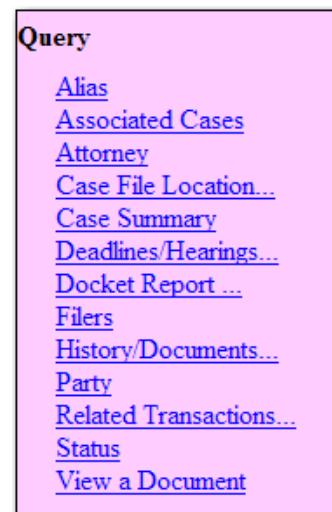 Query
Alias
Associated Cases
Attorney
Case File Location...
Case Summary
Deadlines/Hearings...
Docket Report ...
Filers
History/Documents...
Party
Related Transactions...
Status
View a Document